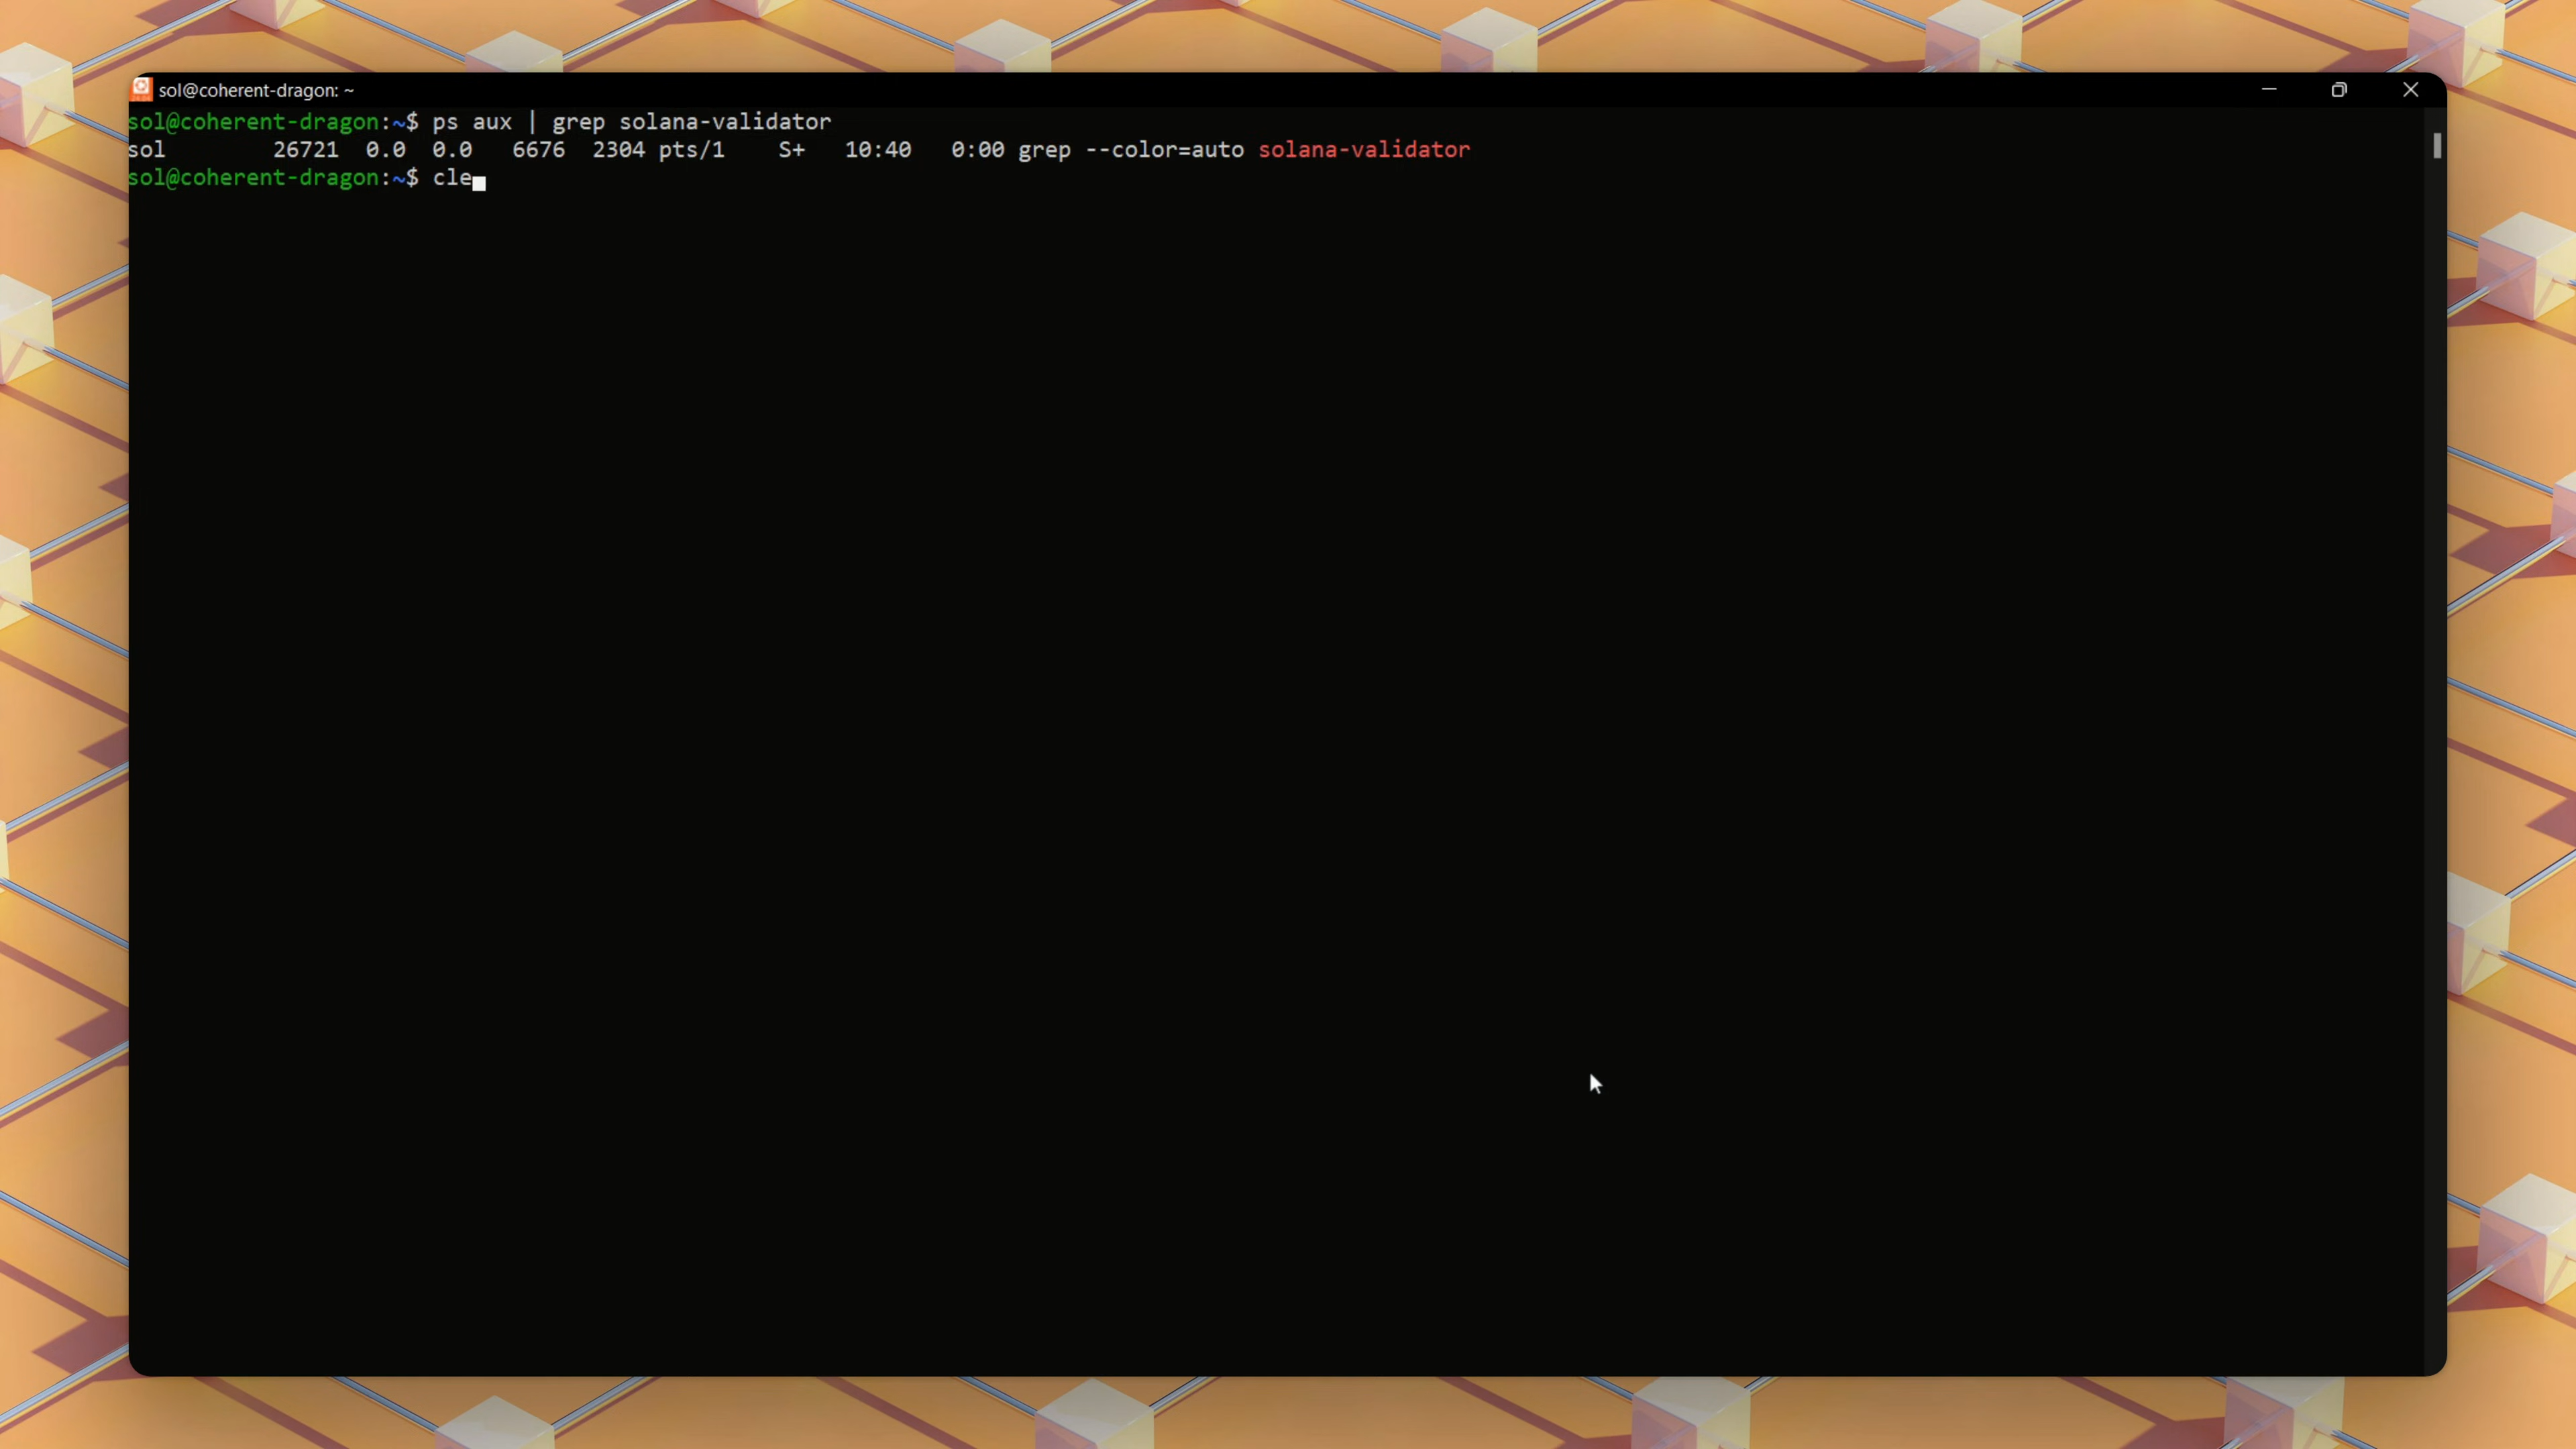 sol@coherent-dragon: ~
sol@coherent-dragon:~$ ps aux | grep solana-validator
sol        26721  0.0  0.0   6676  2304 pts/1    S+   10:40   0:00 grep --color=auto solana-validator
sol@coherent-dragon:~$ cle